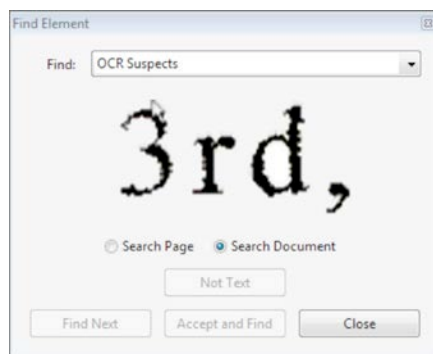 Find Element
Find: OCR Suspects
3rd,
Search Page Search Document
Not Text
Find Next Accept and Find Close